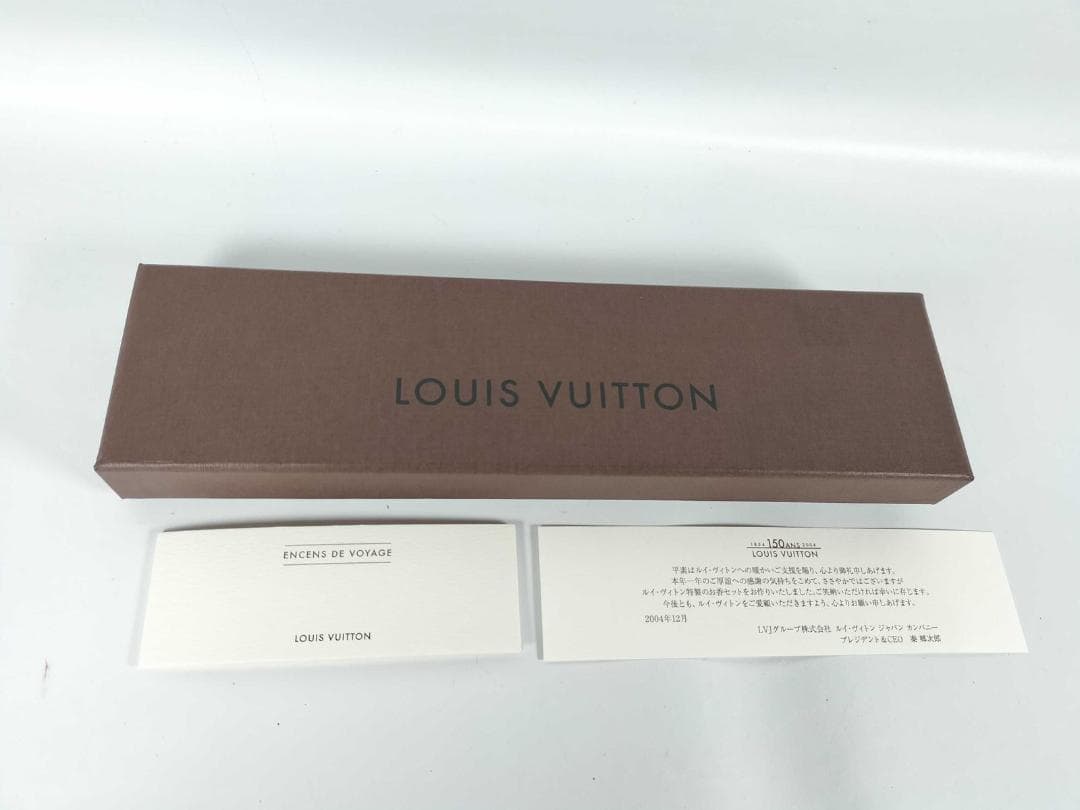 LOUIS VUITTON
ENCENS DE VOYAGE
LOUIS VUITTON
1854 150 ANS 2004
LOUIS VUITTON
平素はルイ・ヴィトンへの暖かいご支援を賜り、心より御礼申しあげます。
本年一年のご厚誼への感謝の気持ちをこめて、ささやかではございますが
ルイ・ヴィトン特製のお香セットをお作りいたしました。ご笑納いただければ幸いに存じます。
今後とも、ルイ・ヴィトンをご愛顧いただきますよう、心よりお願い申しあげます。
2004年12月
LVJグループ株式会社 ルイ・ヴィトン ジャパン カンパニー
プレジデント&CEO 秦 郷次郎